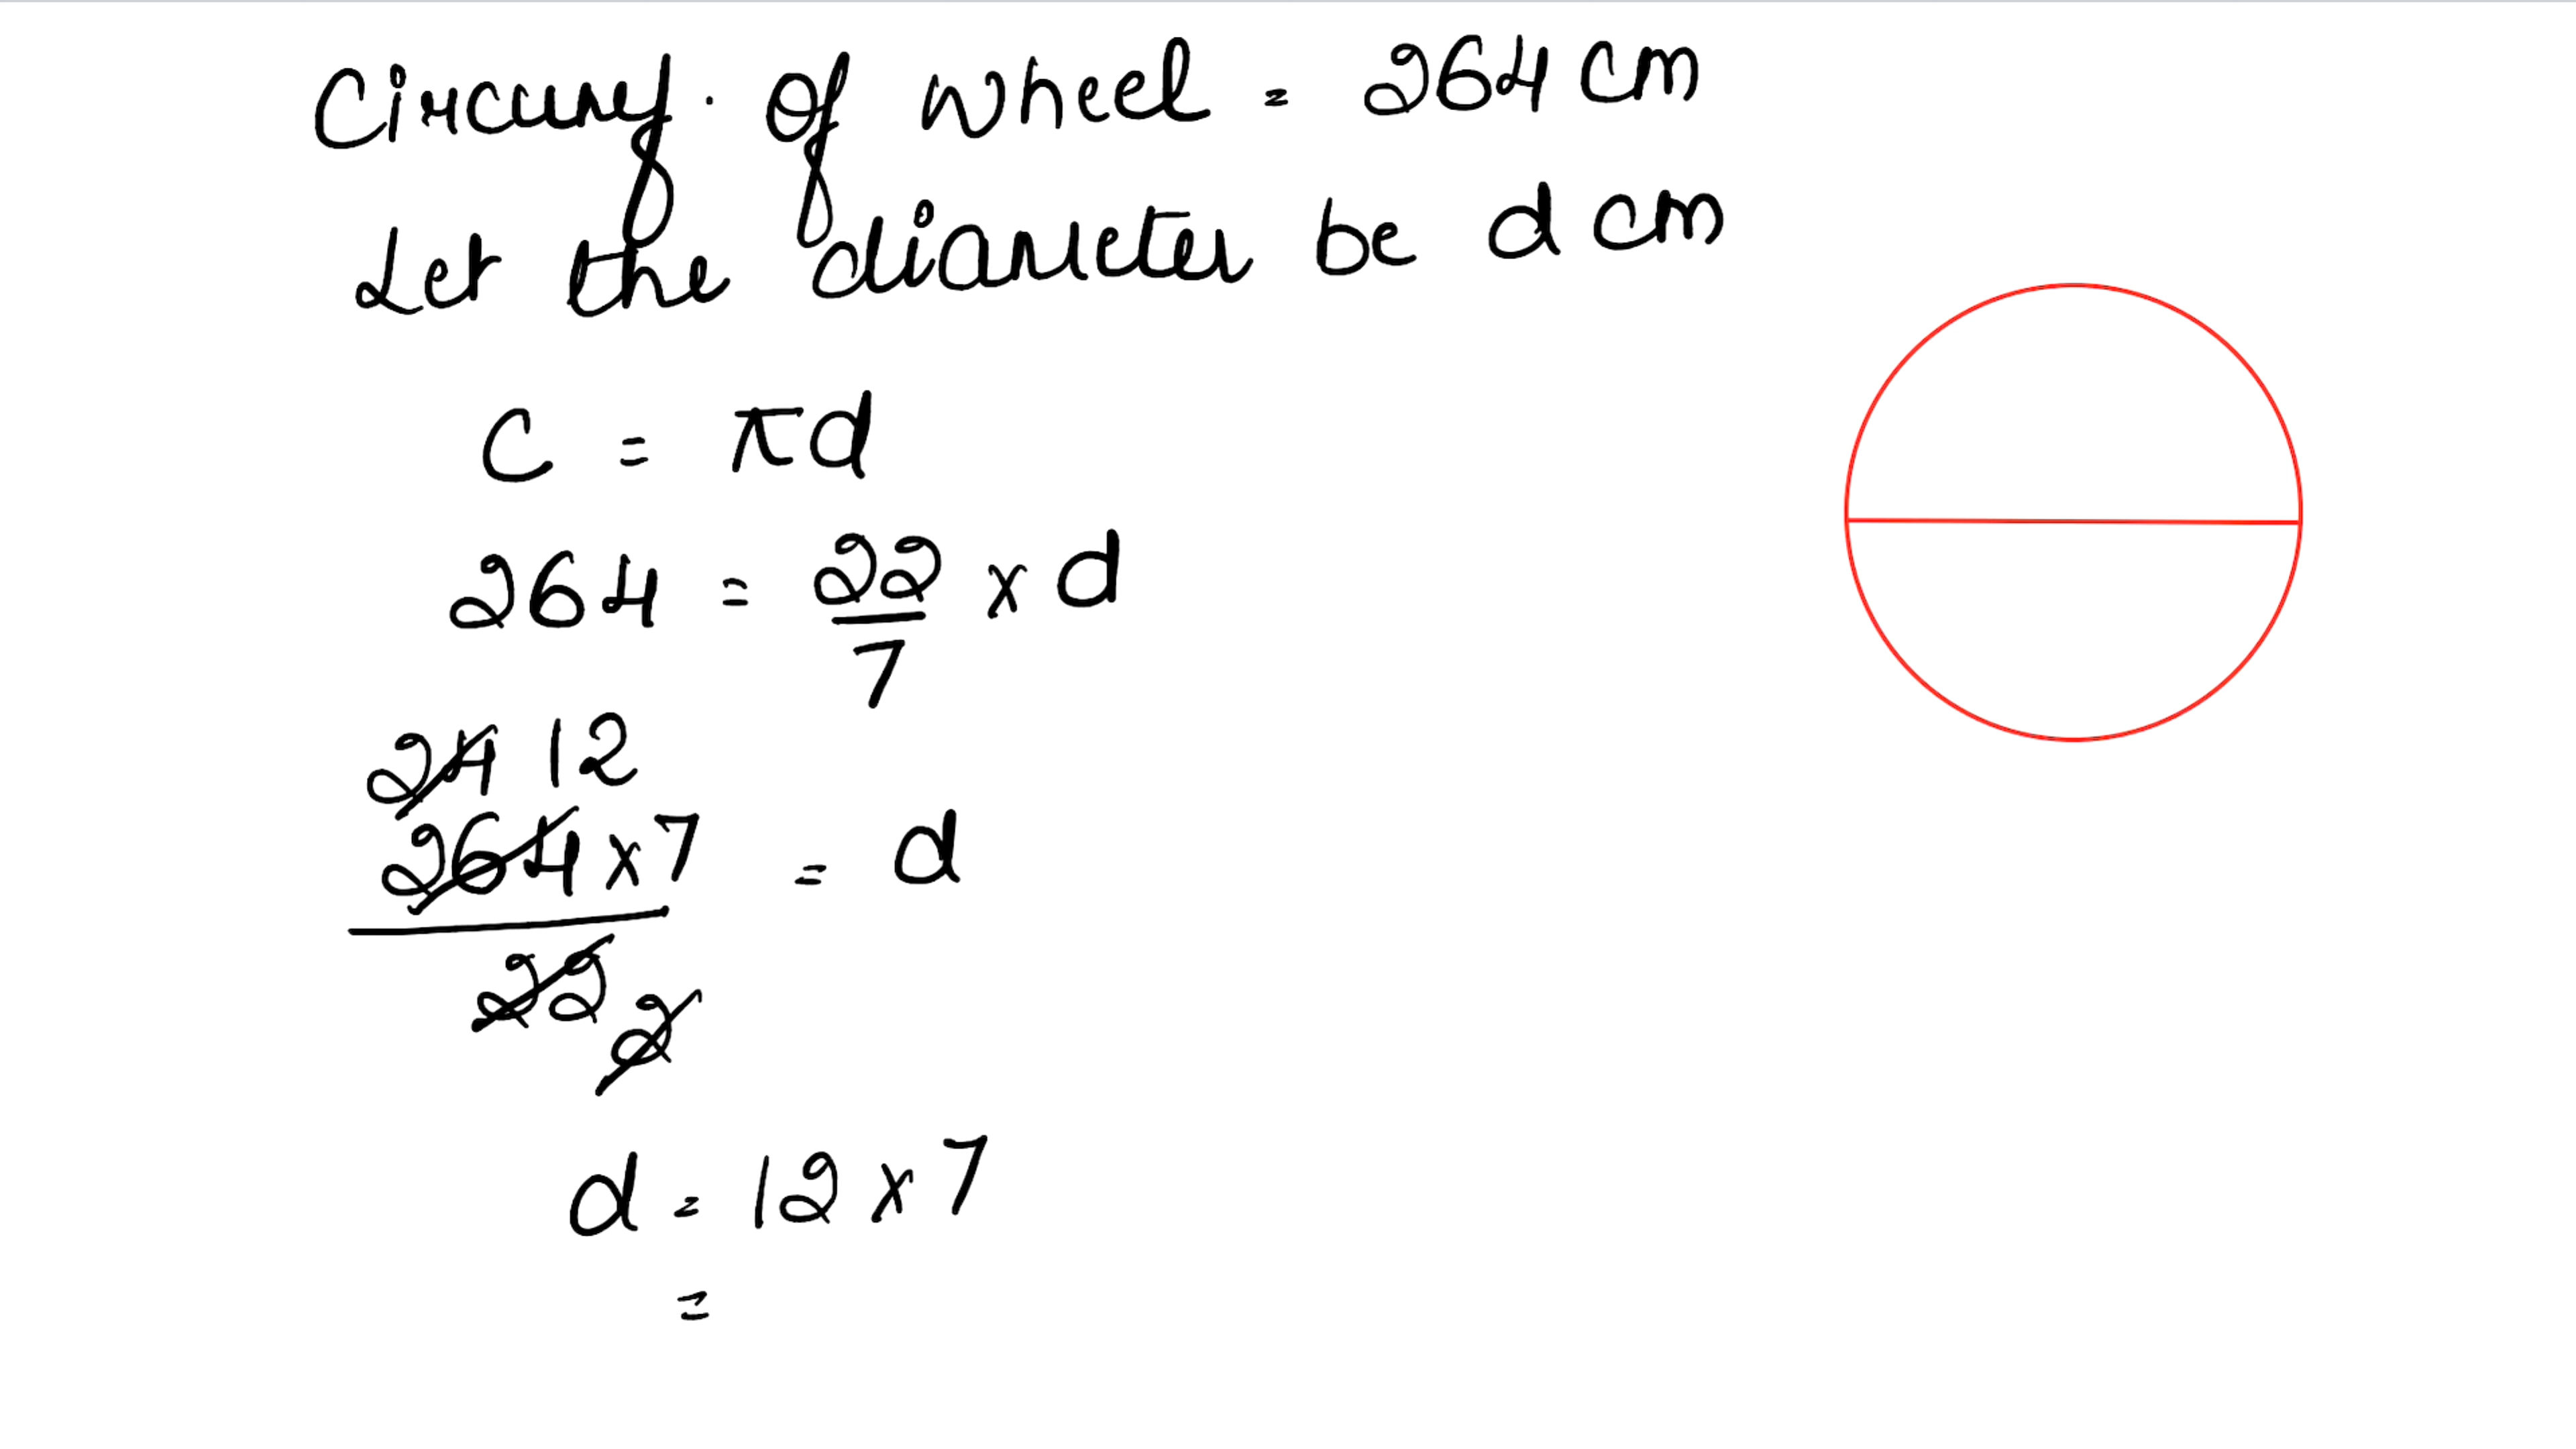 Circumf. of wheel = 264 cm
Let the diameter be d cm
C = πd
264 = 22/7 x d
24 12
264 x 7 = d
22 2
d = 12 x 7
=